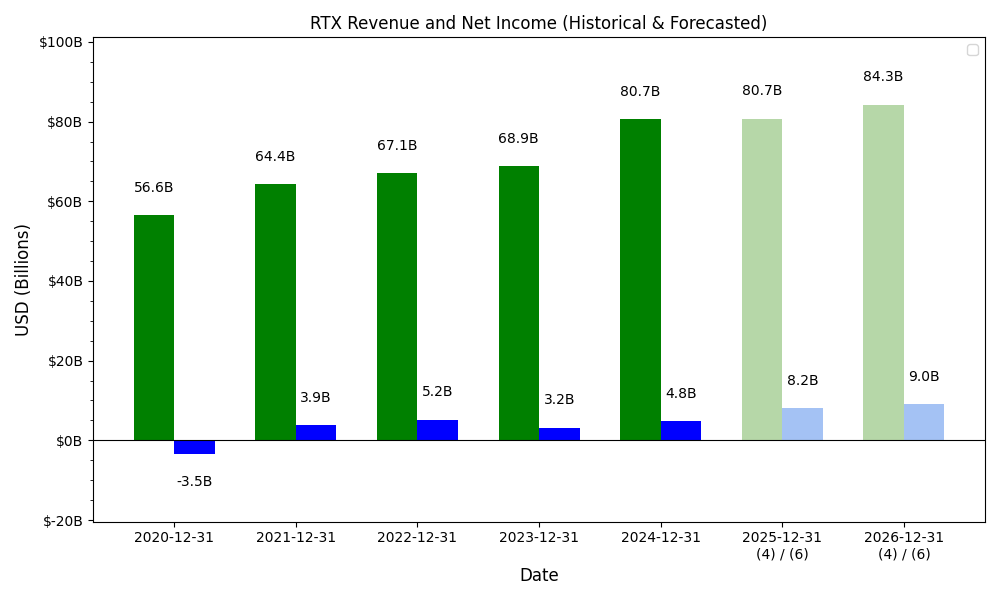 RTX Revenue and Net Income (Historical & Forecasted)
$100B
$80B
$60B
$40B
$20B
$0B
$-20B
USD (Billions)
56.6B
64.4B
67.1B
68.9B
80.7B
80.7B
84.3B
-3.5B
3.9B
5.2B
3.2B
4.8B
8.2B
9.0B
2020-12-31
2021-12-31
2022-12-31
2023-12-31
2024-12-31
2025-12-31
(4) / (6)
2026-12-31
(4) / (6)
Date